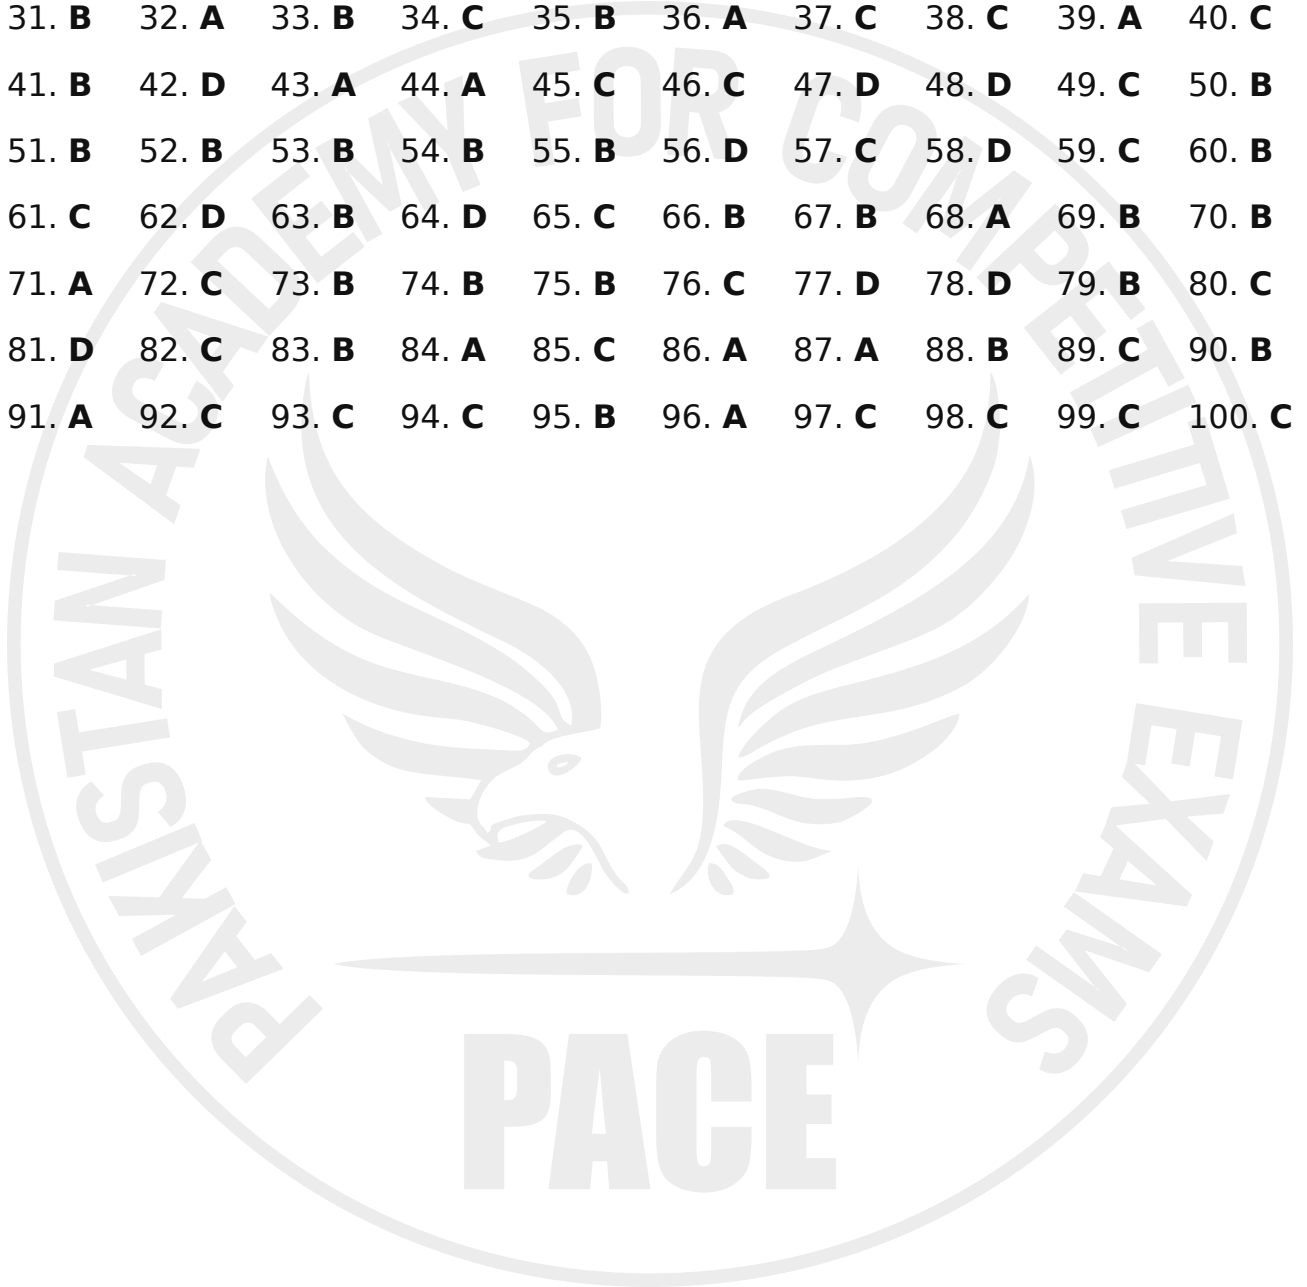 31. B 32. A 33. B 34. C 35. B 36. A 37. C 38. C 39. A 40. C
41. B 42. D 43. A 44. A 45. C 46. C 47. D 48. D 49. C 50. B
51. B 52. B 53. B 54. B 55. B 56. D 57. C 58. D 59. C 60. B
61. C 62. D 63. B 64. D 65. C 66. B 67. B 68. A 69. B 70. B
71. A 72. C 73. B 74. B 75. B 76. C 77. D 78. D 79. B 80. C
81. D 82. C 83. B 84. A 85. C 86. A 87. A 88. B 89. C 90. B
91. A 92. C 93. C 94. C 95. B 96. A 97. C 98. C 99. C 100. C
PAKISTAN ACADEMY FOR COMPETITIVE EXAMS
PACE